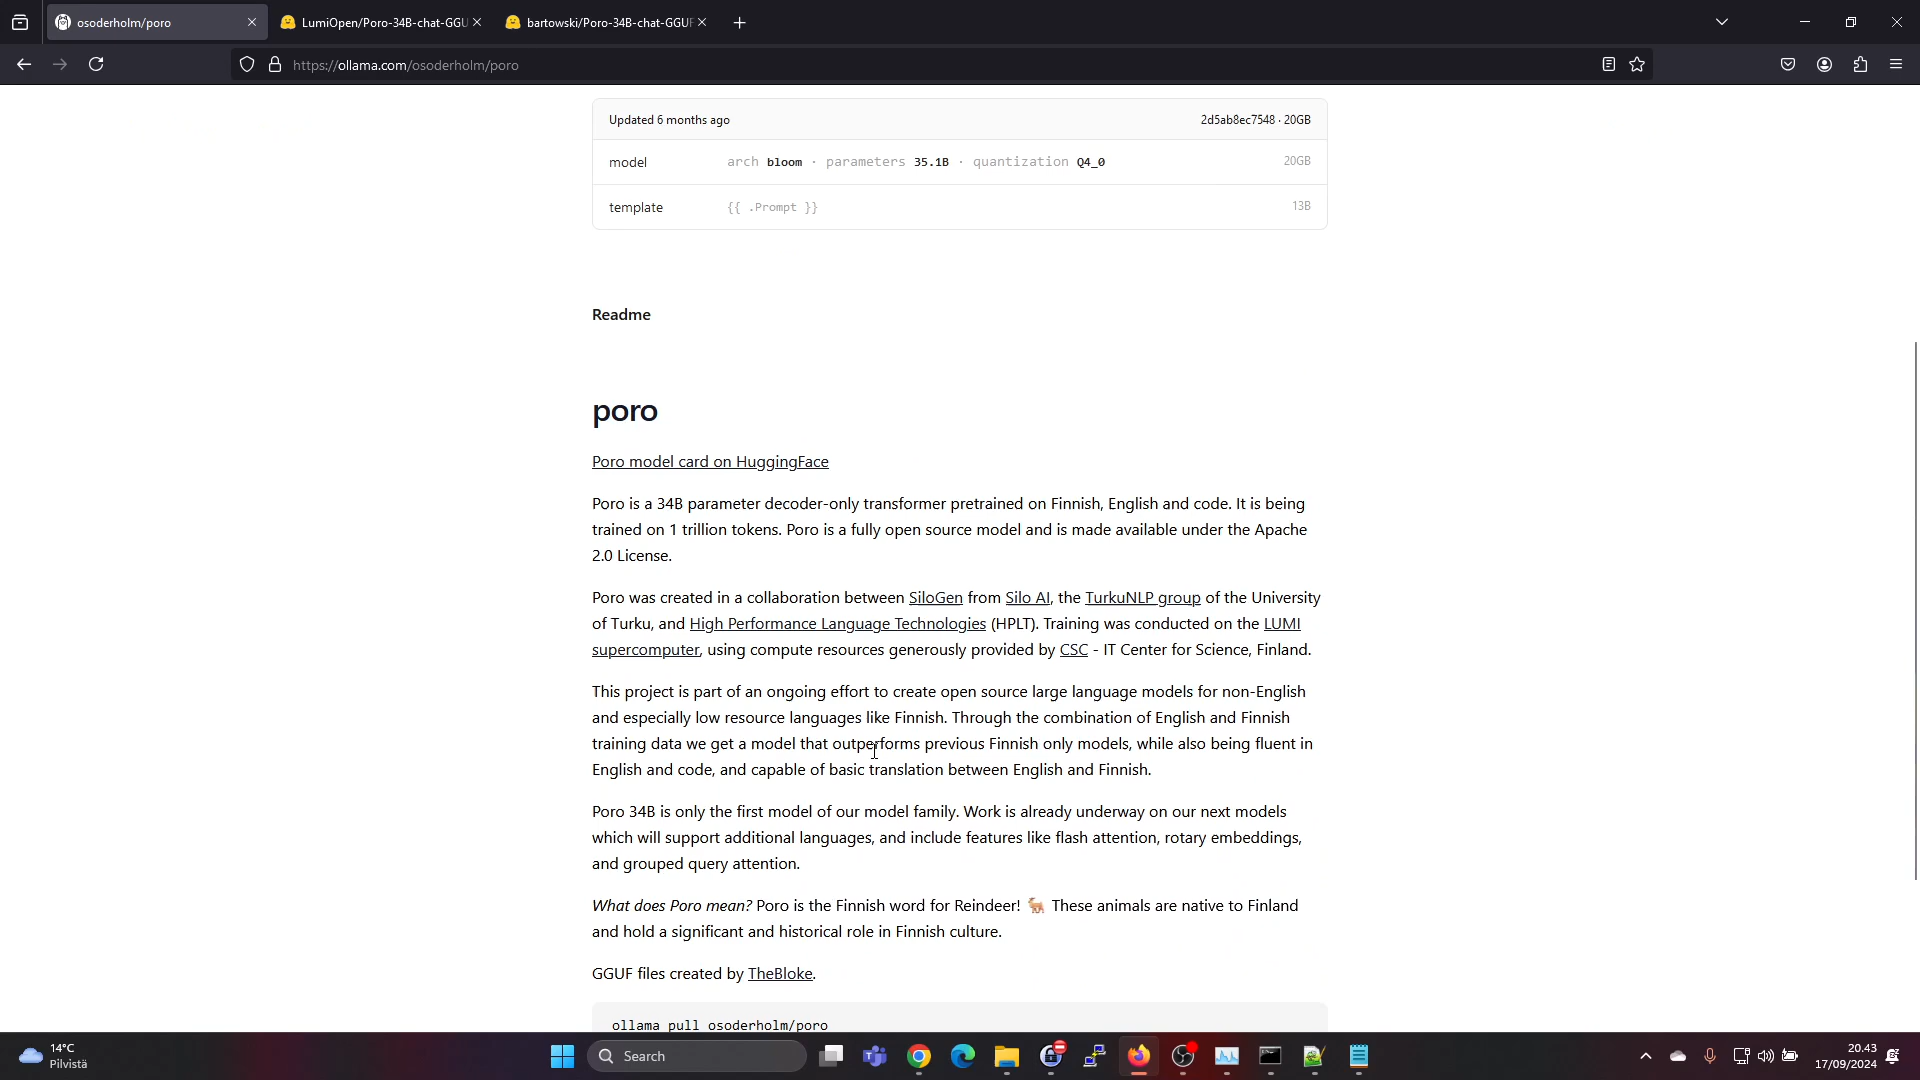 osoderholm/poro
LumiOpen/Poro-34B-chat-GGU
bartowski/Poro-34B-chat-GGUF
https://ollama.com/osoderholm/poro
Updated 6 months ago
2d5ab8ec7548 · 20GB
model
arch bloom · parameters 35.1B · quantization Q4_0
20GB
template
{{ .Prompt }}
13B
Readme
poro
Poro model card on HuggingFace
Poro is a 34B parameter decoder-only transformer pretrained on Finnish, English and code. It is being
trained on 1 trillion tokens. Poro is a fully open source model and is made available under the Apache
2.0 License.
Poro was created in a collaboration between SiloGen from Silo AI, the TurkuNLP group of the University
of Turku, and High Performance Language Technologies (HPLT). Training was conducted on the LUMI
supercomputer, using compute resources generously provided by CSC - IT Center for Science, Finland.
This project is part of an ongoing effort to create open source large language models for non-English
and especially low resource languages like Finnish. Through the combination of English and Finnish
training data we get a model that outperforms previous Finnish only models, while also being fluent in
English and code, and capable of basic translation between English and Finnish.
Poro 34B is only the first model of our model family. Work is already underway on our next models
which will support additional languages, and include features like flash attention, rotary embeddings,
and grouped query attention.
What does Poro mean? Poro is the Finnish word for Reindeer! 🦌 These animals are native to Finland
and hold a significant and historical role in Finnish culture.
GGUF files created by TheBloke.
ollama pull osoderholm/poro
14°C
Pilvistä
Search
20.43
17/09/2024